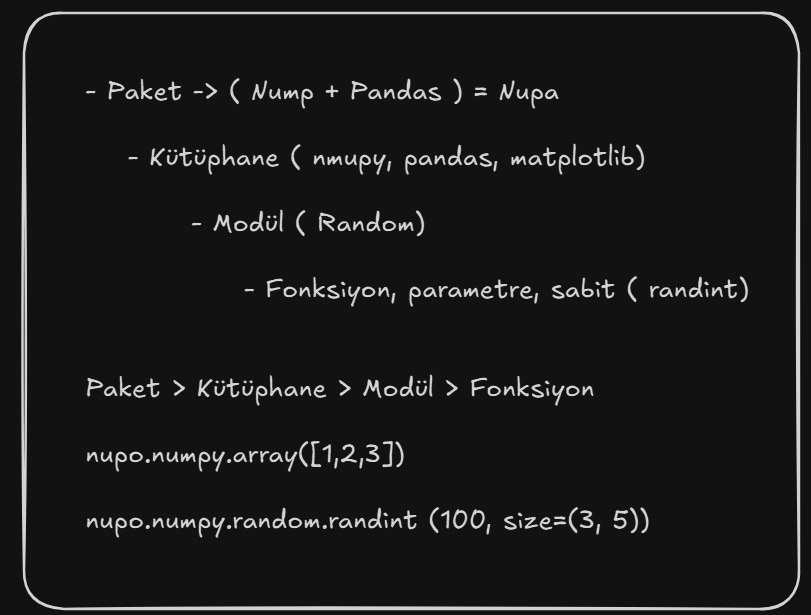 - Paket -> ( Nump + Pandas ) = Nupa
- Kütüphane ( nmupy, pandas, matplotlib)
- Modül ( Random)
- Fonksiyon, parametre, sabit ( randint)
Paket > Kütüphane > Modül > Fonksiyon
nupo.numpy.array([1,2,3])
nupo.numpy.random.randint (100, size=(3, 5))